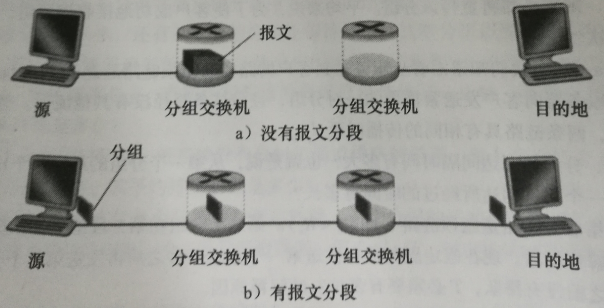 报文
源
分组交换机
分组交换机
目的地
a）没有报文分段
分组
源
分组交换机
分组交换机
目的地
b）有报文分段